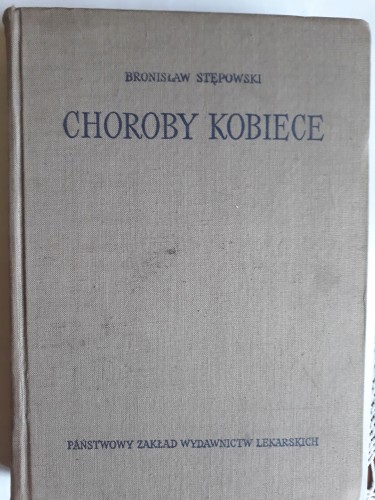 BRONISŁAW STĘPOWSKI
CHOROBY KOBIECE
PAŃSTWOWY ZAKŁAD WYDAWNICTW LEKARSKICH